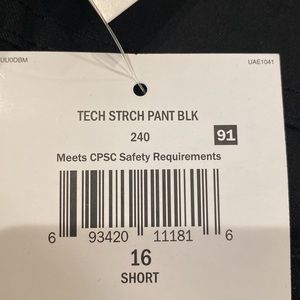 UU0DBM UAE1041
TECH STRCH PANT BLK
240 91
Meets CPSC Safety Requirements
6 93420 11181 6
16
SHORT